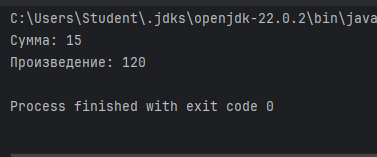 C:\Users\Student\.jdks\openjdk-22.0.2\bin\java
Сумма: 15
Произведение: 120
Process finished with exit code 0